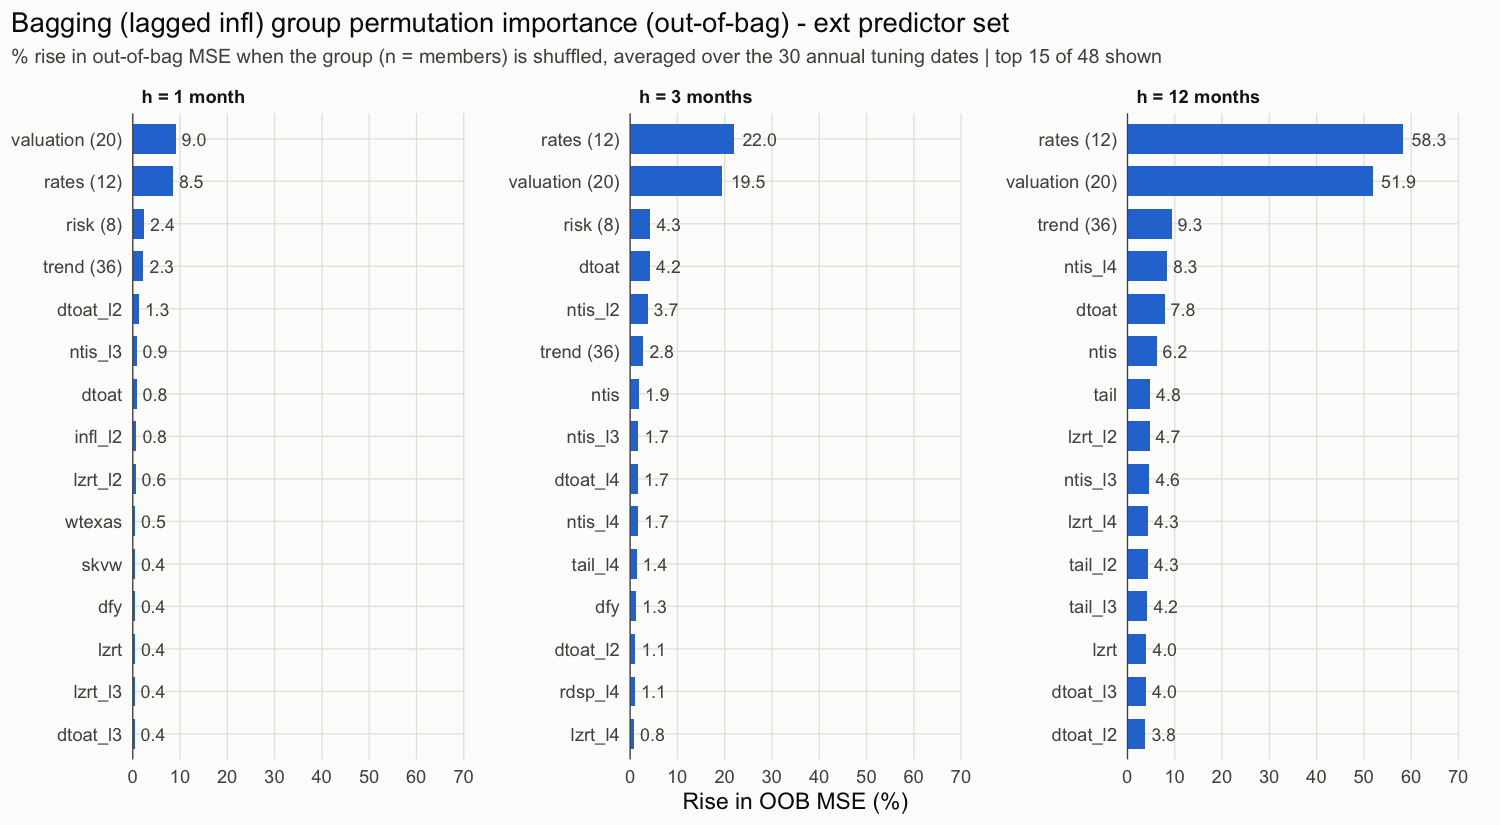 Bagging (lagged infl) group permutation importance (out-of-bag) - ext predictor set
% rise in out-of-bag MSE when the group (n = members) is shuffled, averaged over the 30 annual tuning dates | top 15 of 48 shown
h = 1 month
valuation (20) 9.0
rates (12) 8.5
risk (8) 2.4
trend (36) 2.3
dtoat_l2 1.3
ntis_l3 0.9
dtoat 0.8
infl_l2 0.8
lzrt_l2 0.6
wtexas 0.5
skvw 0.4
dfy 0.4
lzrt 0.4
lzrt_l3 0.4
dtoat_l3 0.4
0 10 20 30 40 50 60 70
h = 3 months
rates (12) 22.0
valuation (20) 19.5
risk (8) 4.3
dtoat 4.2
ntis_l2 3.7
trend (36) 2.8
ntis 1.9
ntis_l3 1.7
dtoat_l4 1.7
ntis_l4 1.7
tail_l4 1.4
dfy 1.3
dtoat_l2 1.1
rdsp_l4 1.1
lzrt_l4 0.8
0 10 20 30 40 50 60 70
h = 12 months
rates (12) 58.3
valuation (20) 51.9
trend (36) 9.3
ntis_l4 8.3
dtoat 7.8
ntis 6.2
tail 4.8
lzrt_l2 4.7
ntis_l3 4.6
lzrt_l4 4.3
tail_l2 4.3
tail_l3 4.2
lzrt 4.0
dtoat_l3 4.0
dtoat_l2 3.8
0 10 20 30 40 50 60 70
Rise in OOB MSE (%)